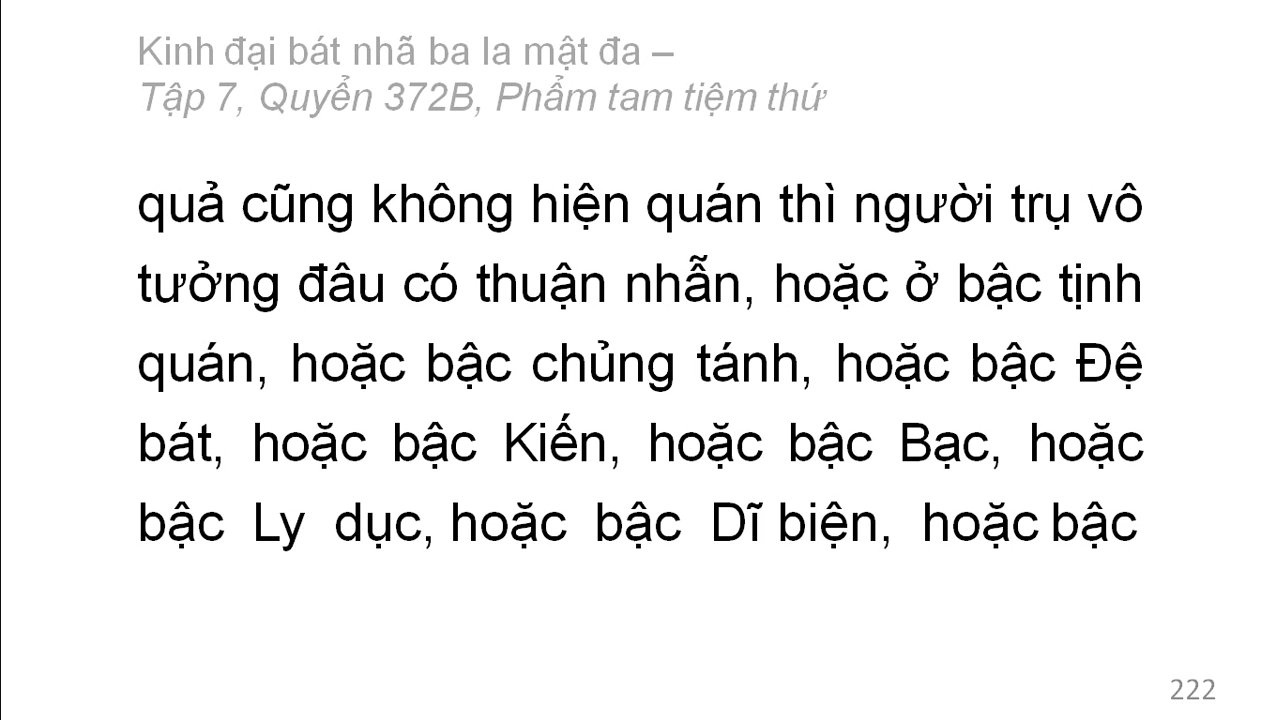 Kinh đại bát nhã ba la mật đa –
Tập 7, Quyển 372B, Phẩm tam tiệm thứ
quả cũng không hiện quán thì người trụ vô
tưởng đâu có thuận nhẫn, hoặc ở bậc tịnh
quán, hoặc bậc chủng tánh, hoặc bậc Đệ
bát, hoặc bậc Kiến, hoặc bậc Bạc, hoặc
bậc Ly dục, hoặc bậc Dĩ biện, hoặc bậc
222